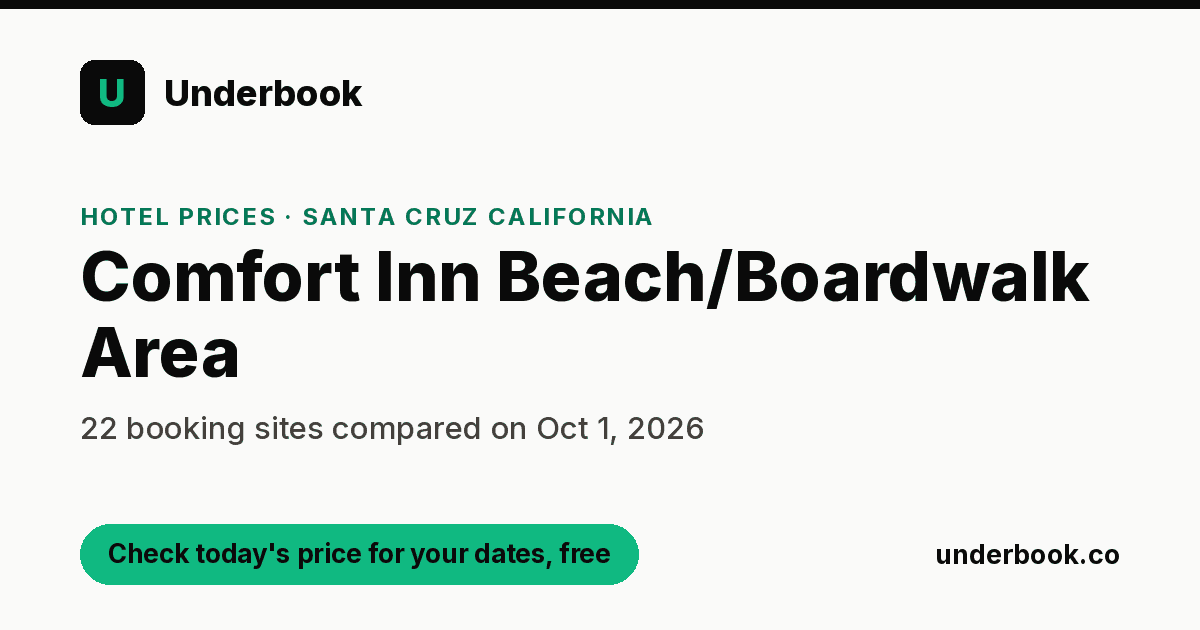 U Underbook
HOTEL PRICES · SANTA CRUZ CALIFORNIA
Comfort Inn Beach/Boardwalk
Area
22 booking sites compared on Oct 1, 2026
Check today's price for your dates, free
underbook.co